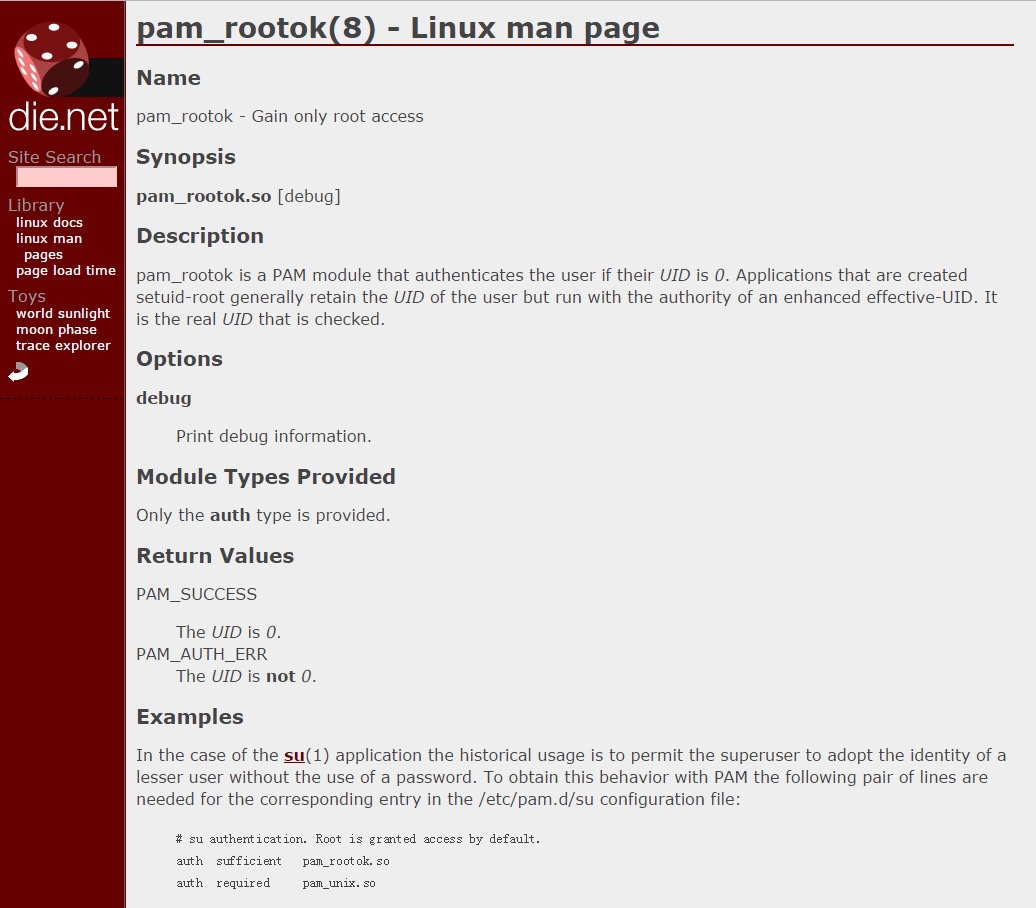 die.net
Site Search
Library
linux docs
linux man
pages
page load time
Toys
world sunlight
moon phase
trace explorer
pam_rootok(8) - Linux man page
Name
pam_rootok - Gain only root access
Synopsis
pam_rootok.so [debug]
Description
pam_rootok is a PAM module that authenticates the user if their UID is 0. Applications that are created
setuid-root generally retain the UID of the user but run with the authority of an enhanced effective-UID. It
is the real UID that is checked.
Options
debug
Print debug information.
Module Types Provided
Only the auth type is provided.
Return Values
PAM_SUCCESS
The UID is 0.
PAM_AUTH_ERR
The UID is not 0.
Examples
In the case of the su(1) application the historical usage is to permit the superuser to adopt the identity of a
lesser user without the use of a password. To obtain this behavior with PAM the following pair of lines are
needed for the corresponding entry in the /etc/pam.d/su configuration file:
# su authentication. Root is granted access by default.
auth  sufficient   pam_rootok.so
auth  required     pam_unix.so